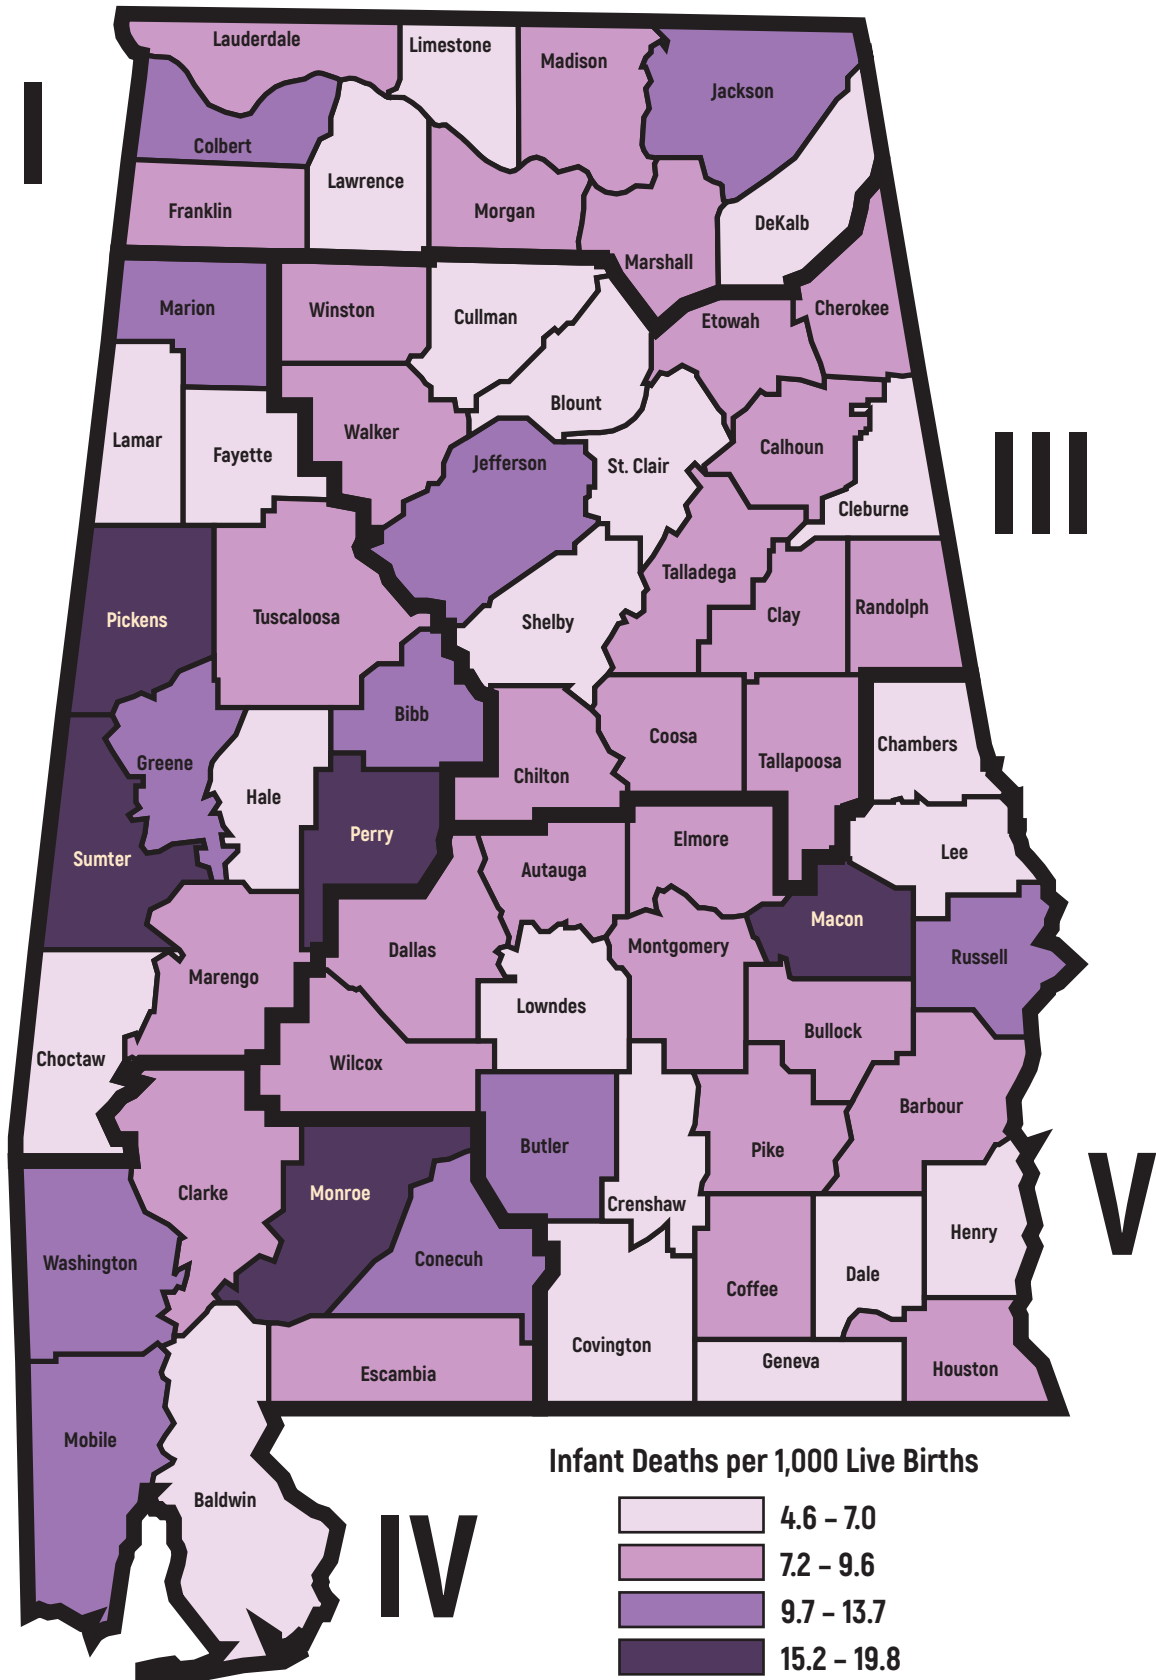 Lauderdale
Limestone
Madison
Jackson
I
Colbert
Lawrence
Franklin
Morgan
DeKalb
Marshall
Marion
Winston
Cullman
Etowah
Cherokee
Blount
Lamar
Fayette
Walker
Jefferson
St. Clair
Calhoun
III
Cleburne
Talladega
Pickens
Tuscaloosa
Shelby
Clay
Randolph
Bibb
Greene
Hale
Chilton
Coosa
Tallapoosa
Chambers
Sumter
Perry
Autauga
Elmore
Lee
Macon
Marengo
Dallas
Montgomery
Russell
Lowndes
Choctaw
Wilcox
Bullock
Barbour
Butler
Pike
V
Clarke
Monroe
Crenshaw
Henry
Washington
Conecuh
Coffee
Dale
Escambia
Covington
Geneva
Houston
Mobile
Baldwin
IV
Infant Deaths per 1,000 Live Births
4.6 – 7.0
7.2 – 9.6
9.7 – 13.7
15.2 – 19.8